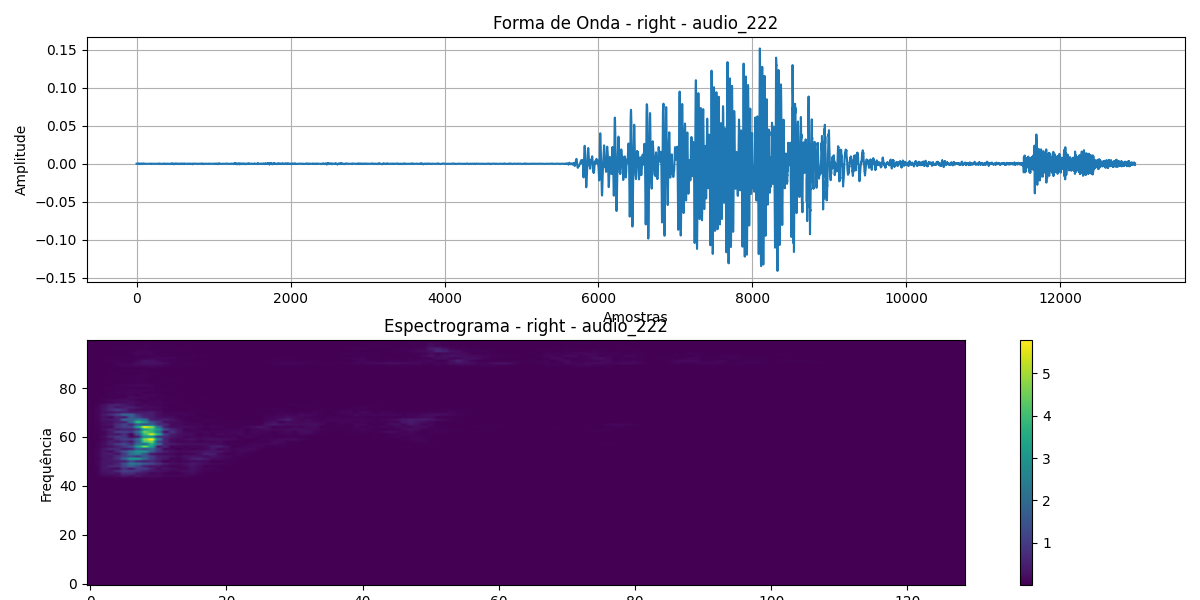 Forma de Onda - right - audio_222
0.15
0.10
0.05
0.00
−0.05
−0.10
−0.15
Amplitude
0 2000 4000 6000 8000 10000 12000
Amostras
Espectrograma - right - audio_222
80
60
40
20
0
Frequência
0 20 40 60 80 100 120
5
4
3
2
1